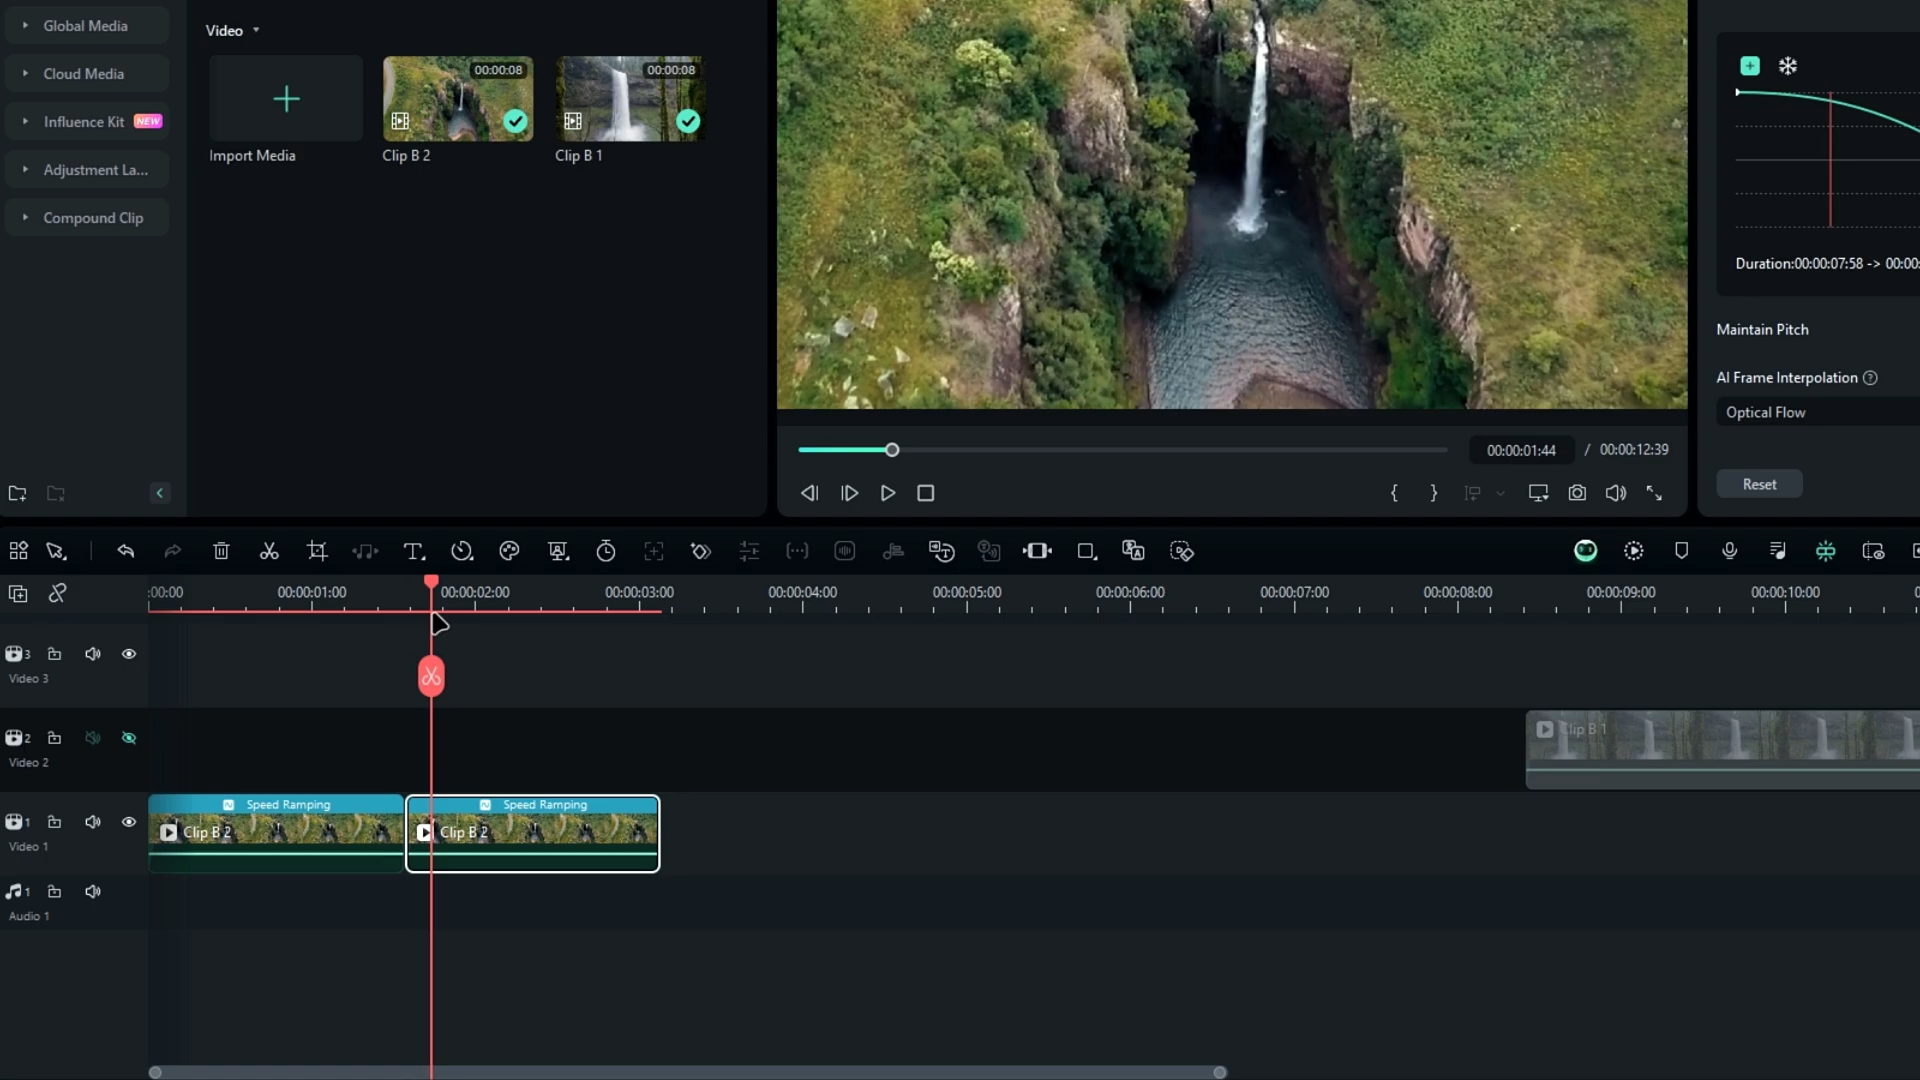 Global Media
Cloud Media
Influence Kit NEW
Adjustment La...
Compound Clip
Video
Import Media
00:00:08
Clip B 2
00:00:08
Clip B 1
00:00:01:44 / 00:00:12:39
Duration:00:00:07:58 -> 00:00:
Maintain Pitch
AI Frame Interpolation
Optical Flow
Reset
:00:00
00:00:01:00
00:00:02:00
00:00:03:00
00:00:04:00
00:00:05:00
00:00:06:00
00:00:07:00
00:00:08:00
00:00:09:00
00:00:10:00
3
Video 3
2
Video 2
Clip B 1
1
Video 1
Speed Ramping
Clip B 2
Speed Ramping
Clip B 2
1
Audio 1